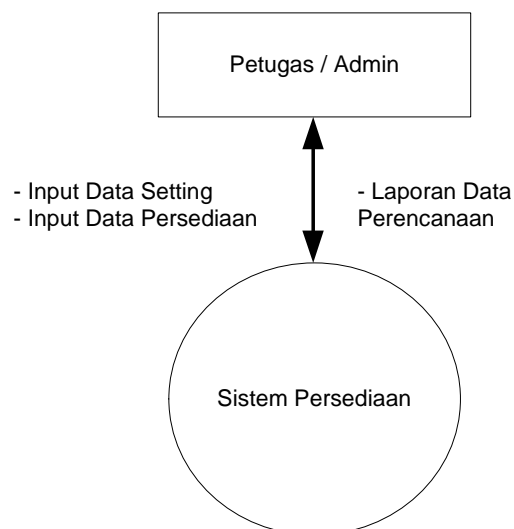 Petugas / Admin
- Input Data Setting
- Input Data Persediaan
- Laporan Data
Perencanaan
Sistem Persediaan